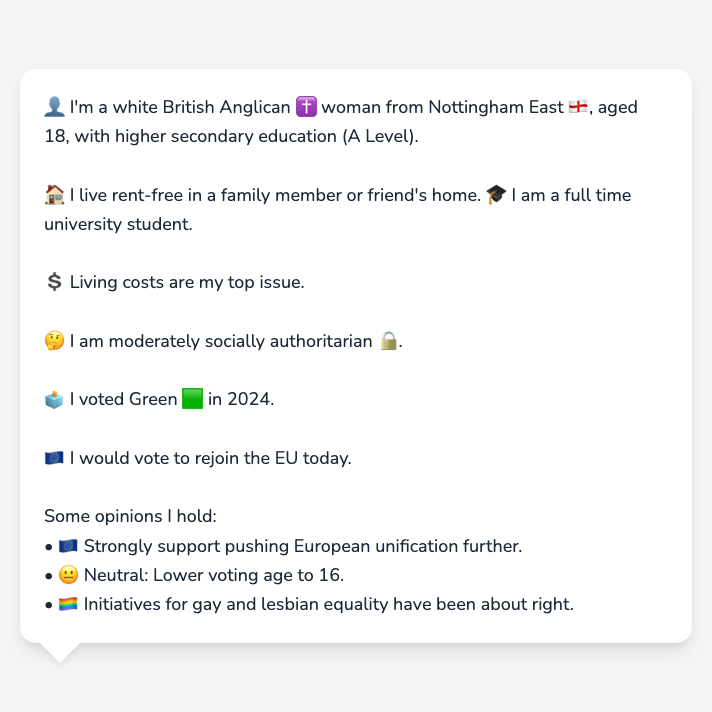 👤 I'm a white British Anglican ✝️ woman from Nottingham East 🏴󠁧󠁢󠁥󠁮󠁧󠁿, aged
18, with higher secondary education (A Level).
🏠 I live rent-free in a family member or friend's home. 🎓 I am a full time
university student.
💲 Living costs are my top issue.
🤔 I am moderately socially authoritarian 🔒.
🗳️ I voted Green 🟩 in 2024.
🇪🇺 I would vote to rejoin the EU today.
Some opinions I hold:
• 🇪🇺 Strongly support pushing European unification further.
• 😐 Neutral: Lower voting age to 16.
• 🏳️‍🌈 Initiatives for gay and lesbian equality have been about right.